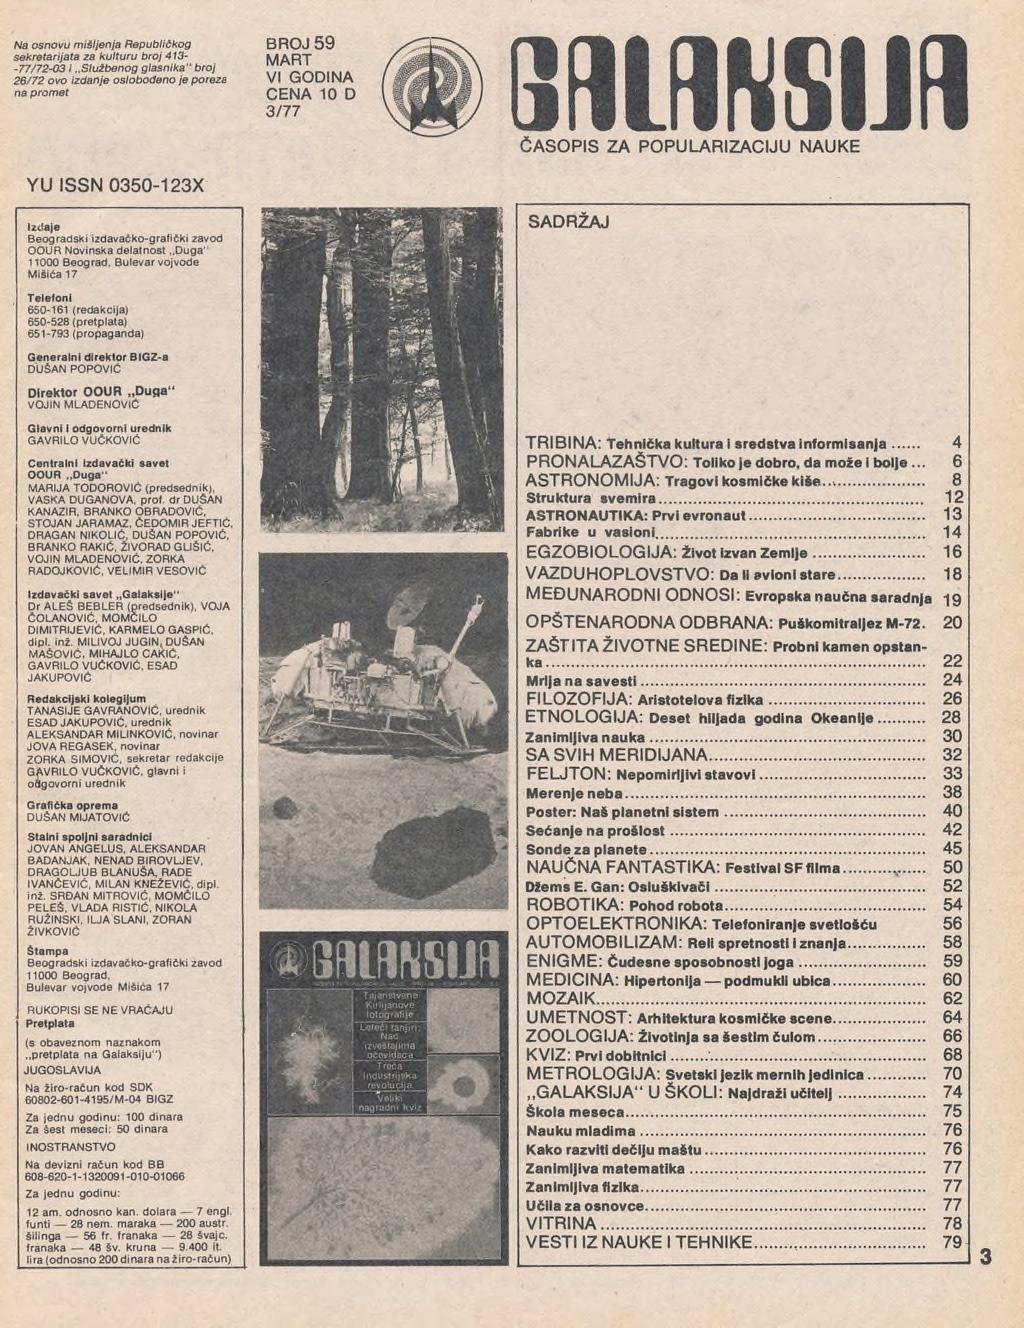 Na osnovu mišljenja Republičkog
sekretarijata za kulturu broj 413-
-77/72-03 i „Službenog glasnika" broj
26/72 ovo izdanje oslobođeno je poreza
na promet
BROJ 59
MART
VI GODINA
CENA 10 D
3/77
GALAKSIJA
ČASOPIS ZA POPULARIZACIJU NAUKE
YU ISSN 0350-123X
Izdaje
Beogradski izdavačko-grafički zavod
OOUR Novinska delatnost „Duga"
11000 Beograd, Bulevar vojvode
Mišića 17
Telefoni
650-161 (redakcija)
650-528 (pretplata)
651-793 (propaganda)
Generalni direktor BIGZ-a
DUŠAN POPOVIĆ
Direktor OOUR „Duga"
VOJIN MLADENOVIĆ
Glavni i odgovorni urednik
GAVRILO VUČKOVIĆ
Centralni izdavački savet
OOUR „Duga"
MARIJA TODOROVIĆ (predsednik),
VASKA DUGANOVA, prof. dr DUŠAN
KANAZIR, BRANKO OBRADOVIĆ,
STOJAN JARAMAZ, ČEDOMIR JEFTIĆ,
DRAGAN NIKOLIĆ, DUŠAN POPOVIĆ,
BRANKO RAKIĆ, ŽIVORAD GLIŠIĆ,
VOJIN MLADENOVIĆ, ZORKA
RADOJKOVIĆ, VELIMIR VESOVIĆ
Izdavački savet „Galaksije"
Dr ALEŠ BEBLER (predsednik), VOJA
ČOLANOVIĆ, MOMČILO
DIMITRIJEVIĆ, KARMELO GASPIĆ,
dipl. inž. MILIVOJ JUGIN, DUŠAN
MAŠOVIĆ, MIHAJLO CAKIĆ,
GAVRILO VUČKOVIĆ, ESAD
JAKUPOVIĆ
Redakcijski kolegijum
TANASIJE GAVRANOVIĆ, urednik
ESAD JAKUPOVIĆ, urednik
ALEKSANDAR MILINKOVIĆ, novinar
JOVA REGASEK, novinar
ZORKA SIMOVIĆ, sekretar redakcije
GAVRILO VUČKOVIĆ, glavni i
odgovorni urednik
Grafička oprema
DUŠAN MIJATOVIĆ
Stalni spoljni saradnici
JOVAN ANGELUS, ALEKSANDAR
BADANJAK, NENAD BIROVLJEV,
DRAGOLJUB BLANUŠA, RADE
IVANČEVIĆ, MILAN KNEŽEVIĆ, dipl.
inž. SRĐAN MITROVIĆ, MOMČILO
PELEŠ, VLADA RISTIĆ, NIKOLA
RUŽINSKI, ILJA SLANI, ZORAN
ŽIVKOVIĆ
Štampa
Beogradski izdavačko-grafički zavod
11000 Beograd,
Bulevar vojvode Mišića 17
RUKOPISI SE NE VRAĆAJU
Pretplata
(s obaveznom naznakom
„pretplata na Galaksiju")
JUGOSLAVIJA
Na žiro-račun kod SDK
60802-601-4195/M-04 BIGZ
Za jednu godinu: 100 dinara
Za šest meseci: 50 dinara
INOSTRANSTVO
Na devizni račun kod BB
608-620-1-1320091-010-01066
Za jednu godinu:
12 am. odnosno kan. dolara — 7 engl.
funti — 28 nem. maraka — 200 austr.
šilinga — 56 fr. franaka — 28 švajc.
franaka — 48 šv. kruna — 9.400 it.
lira (odnosno 200 dinara na žiro-račun)
GALAKSIJA
Tajanstvene
Kirlijanove
fotografije
Leteći tanjiri:
Nad
izveštajima
očevidaca
Treća
industrijska
revolucija
Veliki
nagradni kviz
SADRŽAJ
TRIBINA: Tehnička kultura i sredstva informisanja ...... 4
PRONALAZAŠTVO: Toliko je dobro, da može i bolje ... 6
ASTRONOMIJA: Tragovi kosmičke kiše............... 8
Struktura svemira........................................ 12
ASTRONAUTIKA: Prvi evronaut.......................... 13
Fabrike u vasioni........................................ 14
EGZOBIOLOGIJA: Život izvan Zemlje ................. 16
VAZDUHOPLOVSTVO: Da li avioni stare................. 18
MEĐUNARODNI ODNOSI: Evropska naučna saradnja 19
OPŠTENARODNA ODBRANA: Puškomitraljez M-72. 20
ZAŠTITA ŽIVOTNE SREDINE: Probni kamen opstan-
ka........................................................ 22
Mrlja na savesti.......................................... 24
FILOZOFIJA: Aristotelova fizika ....................... 26
ETNOLOGIJA: Deset hiljada godina Okeanije.......... 28
Zanimljiva nauka......................................... 30
SA SVIH MERIDIJANA.................................... 32
FELJTON: Nepomirljivi stavovi.......................... 33
Merenje neba............................................. 38
Poster: Naš planetni sistem ............................. 40
Sećanje na prošlost ...................................... 42
Sonde za planete......................................... 45
NAUČNA FANTASTIKA: Festival SF filma............... 50
Džems E. Gan: Osluškivači............................... 52
ROBOTIKA: Pohod robota................................ 54
OPTOELEKTRONIKA: Telefoniranje svetlošću 56
AUTOMOBILIZAM: Reli spretnosti i znanja............... 58
ENIGME: Čudesne sposobnosti joga .................... 59
MEDICINA: Hipertonija — podmukli ubica.............. 60
MOZAIK................................................... 62
UMETNOST: Arhitektura kosmičke scene................ 64
ZOOLOGIJA: Životinja sa šestim čulom................. 66
KVIZ: Prvi dobitnici ...................................... 68
METROLOGIJA: Svetski jezik mernih jedinica........... 70
„GALAKSIJA" U ŠKOLI: Najdraži učitelj ................ 74
Škola meseca............................................. 75
Nauku mladima .......................................... 76
Kako razviti dečiju maštu................................ 76
Zanimljiva matematika .................................. 77
Zanimljiva fizika......................................... 77
Učila za osnovce......................................... 77
VITRINA.................................................. 78
VESTI IZ NAUKE I TEHNIKE............................. 79
3